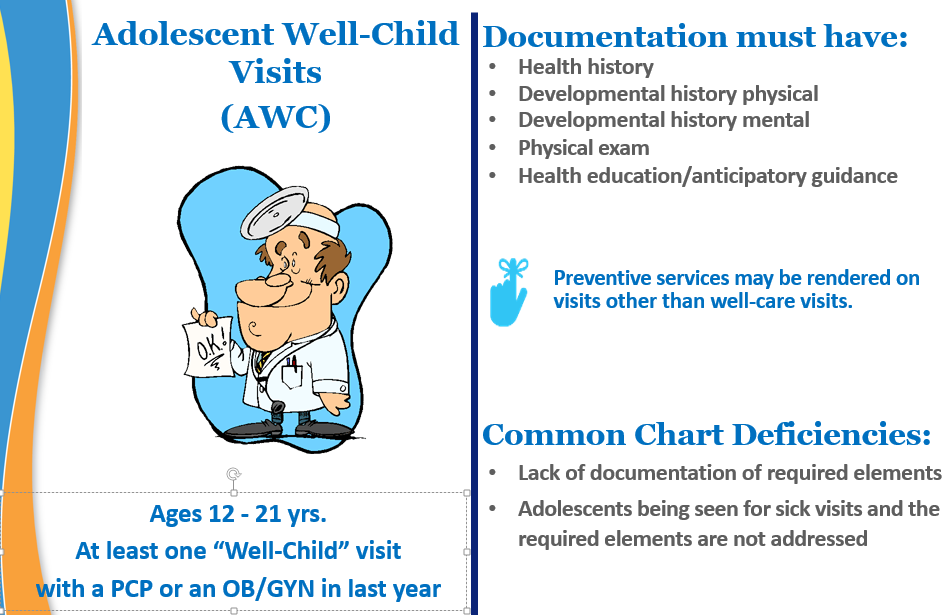 Adolescent Well-Child
Visits
(AWC)
O.K.!
Ages 12 - 21 yrs.
At least one “Well-Child” visit
with a PCP or an OB/GYN in last year
Documentation must have:
• Health history
• Developmental history physical
• Developmental history mental
• Physical exam
• Health education/anticipatory guidance
Preventive services may be rendered on
visits other than well-care visits.
Common Chart Deficiencies:
• Lack of documentation of required elements
• Adolescents being seen for sick visits and the
required elements are not addressed